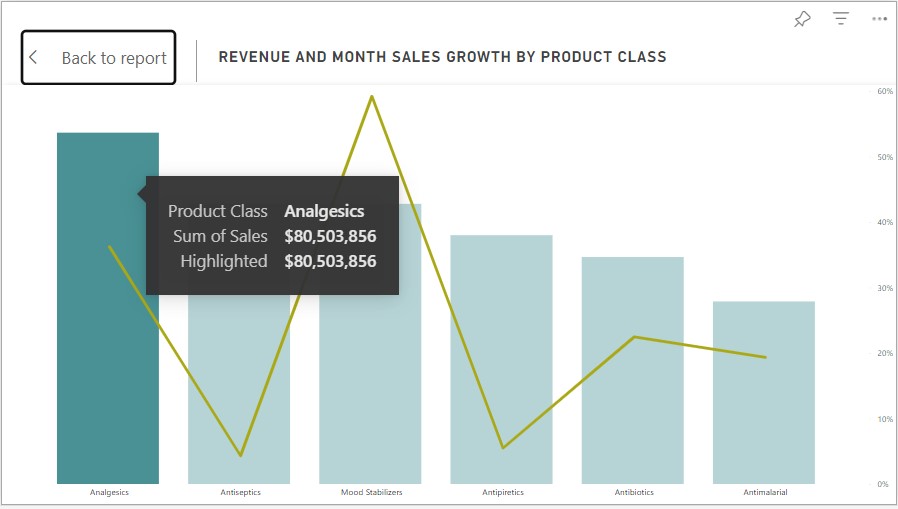 Back to report
REVENUE AND MONTH SALES GROWTH BY PRODUCT CLASS
60%
50%
40%
30%
20%
10%
0%
Product Class Analgesics
Sum of Sales $80,503,856
Highlighted $80,503,856
Analgesics Antiseptics Mood Stabilizers Antipiretics Antibiotics Antimalarial